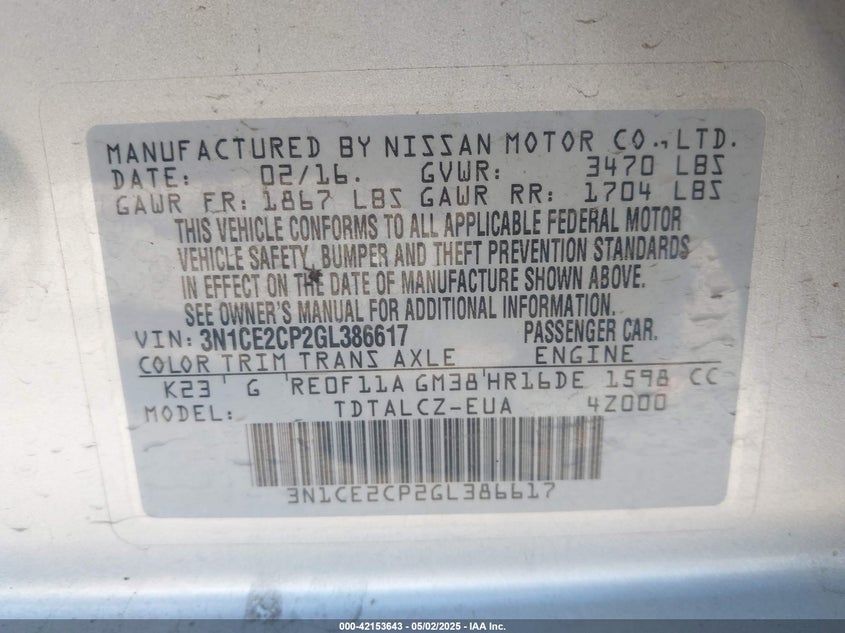 MANUFACTURED BY NISSAN MOTOR CO., LTD.
DATE: 02/16. GVWR: 3470 LBS
GAWR FR: 1867 LBS GAWR RR: 1704 LBS
THIS VEHICLE CONFORMS TO ALL APPLICABLE FEDERAL MOTOR
VEHICLE SAFETY, BUMPER AND THEFT PREVENTION STANDARDS
IN EFFECT ON THE DATE OF MANUFACTURE SHOWN ABOVE.
SEE OWNER'S MANUAL FOR ADDITIONAL INFORMATION.
VIN: 3N1CE2CP2GL386617 PASSENGER CAR.
COLOR TRIM TRANS AXLE ENGINE
K23 G RE0F11A GM38 HR16DE 1598 CC
MODEL: TDTALCZ-EUA 4Z000
3N1CE2CP2GL386617
000-42153643 - 05/02/2025 - IAA Inc.